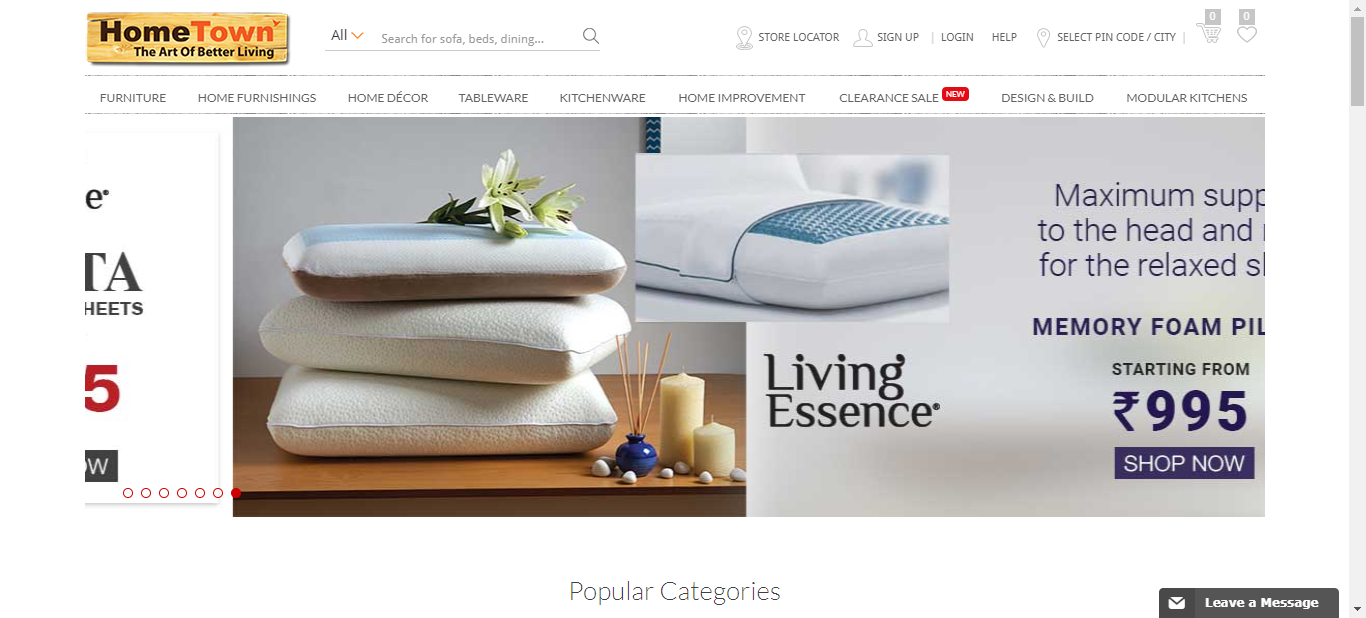 HomeTown
The Art Of Better Living
All
Search for sofa, beds, dining...
STORE LOCATOR
SIGN UP
LOGIN
HELP
SELECT PIN CODE / CITY
0
0
FURNITURE
HOME FURNISHINGS
HOME DÉCOR
TABLEWARE
KITCHENWARE
HOME IMPROVEMENT
CLEARANCE SALE NEW
DESIGN & BUILD
MODULAR KITCHENS
e
TA
HEETS
5
OW
Living
Essence®
Maximum supp
to the head and
for the relaxed sl
MEMORY FOAM PIL
STARTING FROM
₹995
SHOP NOW
Popular Categories
Leave a Message